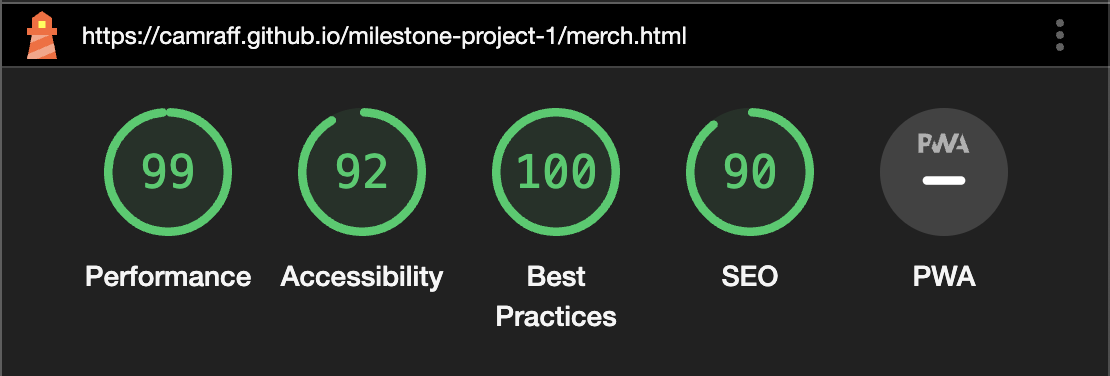 https://camraff.github.io/milestone-project-1/merch.html
99
92
100
90
PWA
Performance
Accessibility
Best
Practices
SEO
PWA